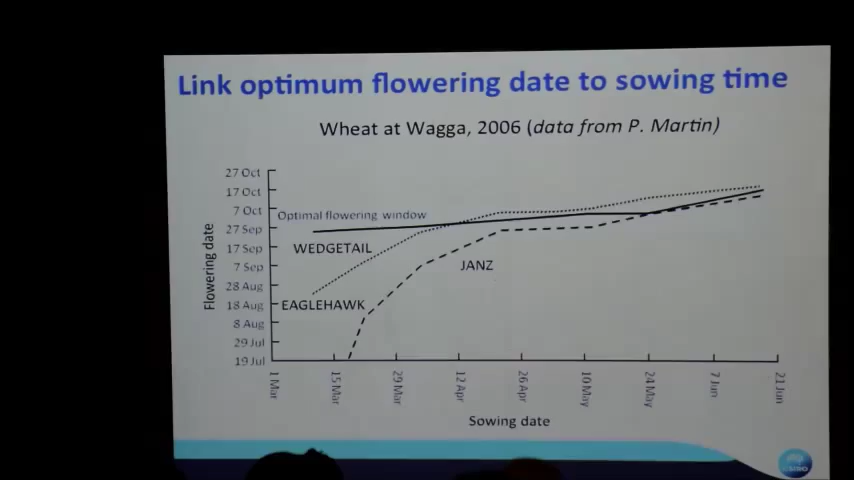 Link optimum flowering date to sowing time
Wheat at Wagga, 2006 (data from P. Martin)
27 Oct
17 Oct
7 Oct
27 Sep
17 Sep
7 Sep
28 Aug
18 Aug
8 Aug
29 Jul
19 Jul
Flowering date
Optimal flowering window
WEDGETAIL
EAGLEHAWK
JANZ
1 Mar
15 Mar
29 Mar
12 Apr
26 Apr
10 May
24 May
7 Jun
21 Jun
Sowing date
CSIRO